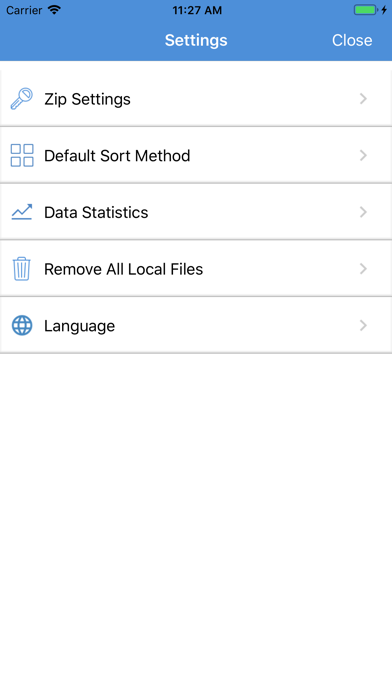 Carrier 11:27 AM
Settings Close
Zip Settings
Default Sort Method
Data Statistics
Remove All Local Files
Language